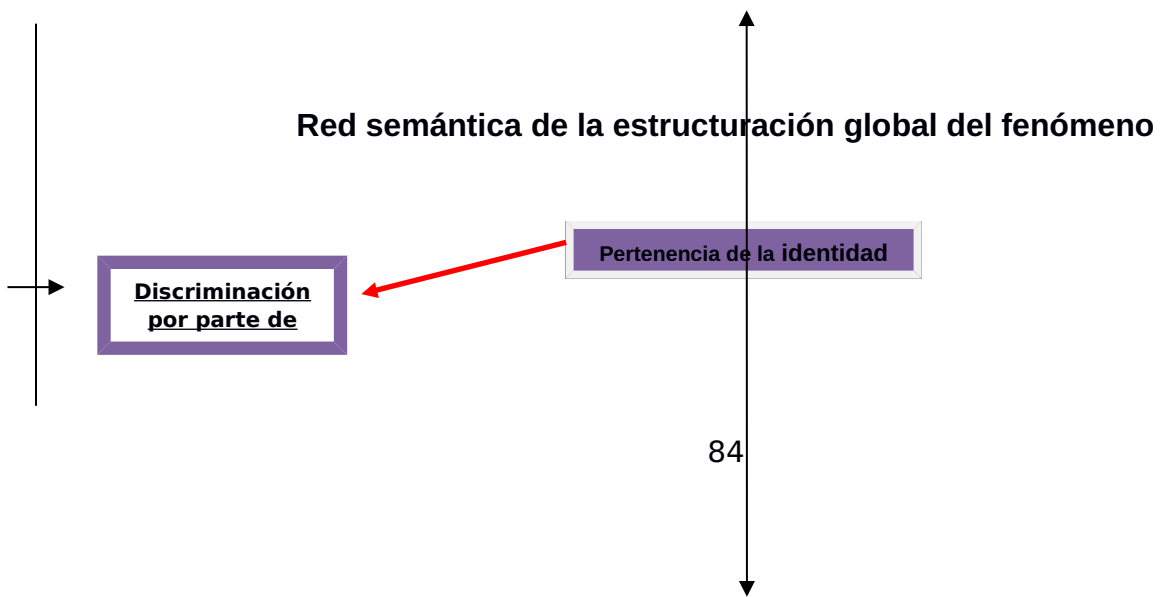 Red semántica de la estructuración global del fenómeno
Pertenencia de la identidad
Discriminación
por parte de
84